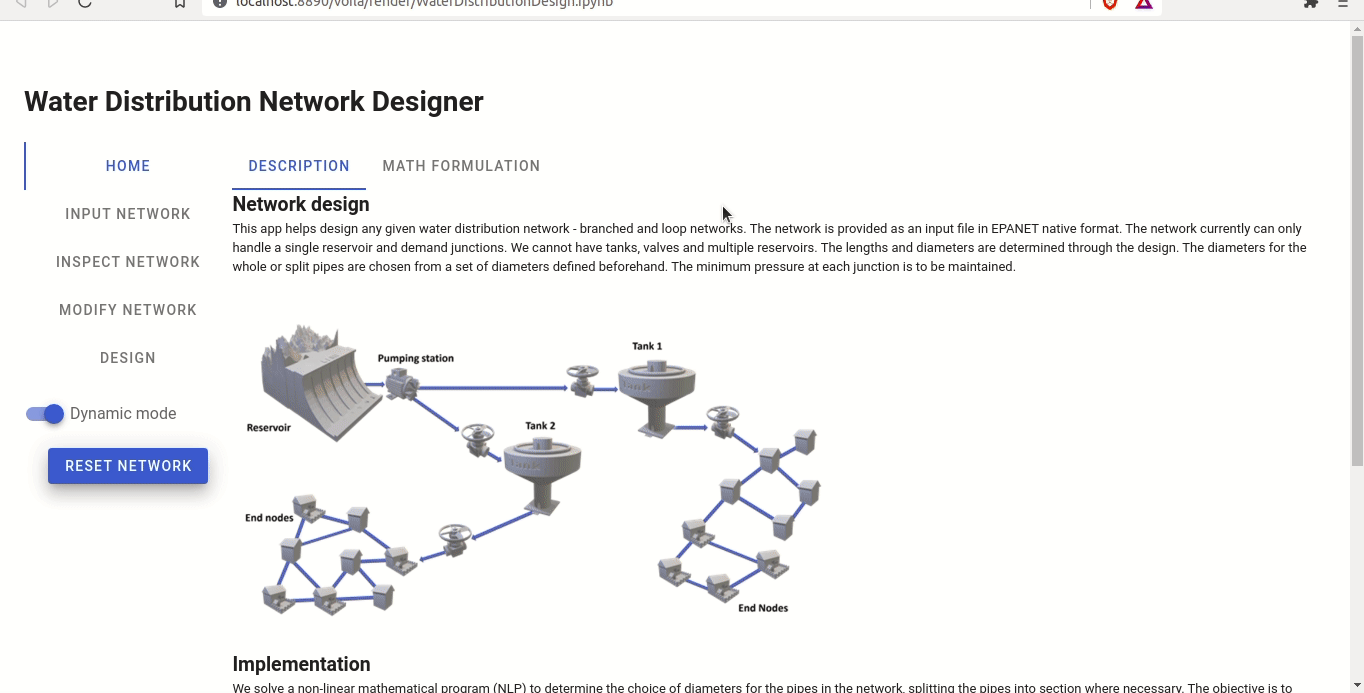 localhost:8890/voila/render/WaterDistributionDesign.ipynb
Water Distribution Network Designer
HOME
INPUT NETWORK
INSPECT NETWORK
MODIFY NETWORK
DESIGN
Dynamic mode
RESET NETWORK
DESCRIPTION
MATH FORMULATION
Network design
This app helps design any given water distribution network - branched and loop networks. The network is provided as an input file in EPANET native format. The network currently can only
handle a single reservoir and demand junctions. We cannot have tanks, valves and multiple reservoirs. The lengths and diameters are determined through the design. The diameters for the
whole or split pipes are chosen from a set of diameters defined beforehand. The minimum pressure at each junction is to be maintained.
Pumping station
Tank 1
Reservoir
Tank 2
End nodes
End Nodes
Implementation
We solve a non-linear mathematical program (NLP) to determine the choice of diameters for the pipes in the network, splitting the pipes into section where necessary. The objective is to